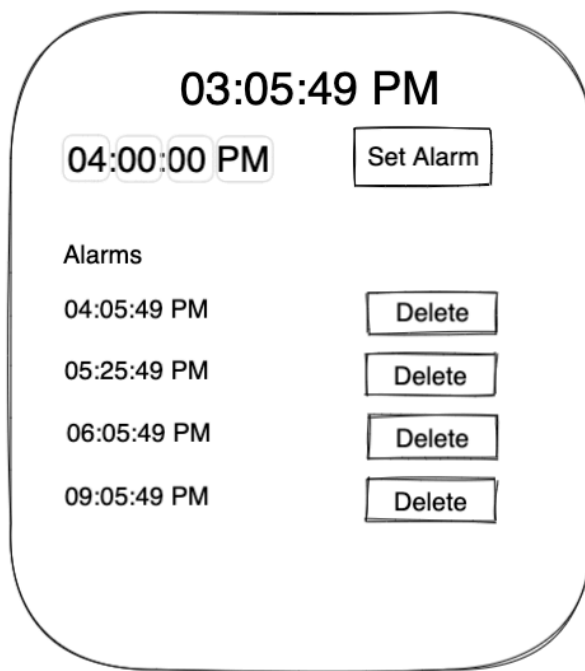 03:05:49 PM
04:00:00 PM Set Alarm
Alarms
04:05:49 PM Delete
05:25:49 PM Delete
06:05:49 PM Delete
09:05:49 PM Delete